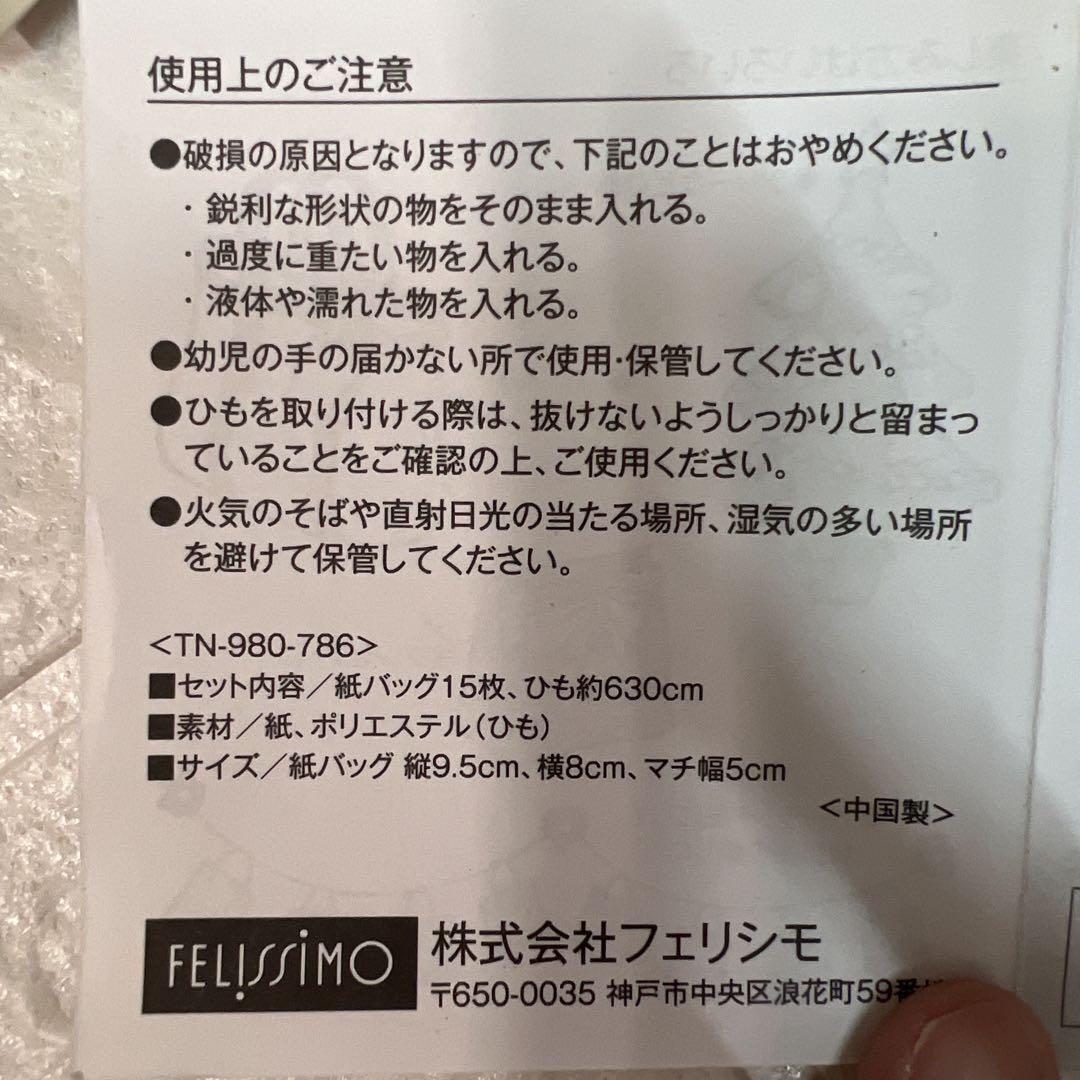 使用上のご注意
●破損の原因となりますので、下記のことはおやめください。
・鋭利な形状の物をそのまま入れる。
・過度に重たい物を入れる。
・液体や濡れた物を入れる。
●幼児の手の届かない所で使用・保管してください。
●ひもを取り付ける際は、抜けないようしっかりと留まっ
ていることをご確認の上、ご使用ください。
●火気のそばや直射日光の当たる場所、湿気の多い場所
を避けて保管してください。
<TN-980-786>
■セット内容／紙バッグ15枚、ひも約630cm
■素材／紙、ポリエステル（ひも）
■サイズ／紙バッグ 縦9.5cm、横8cm、マチ幅5cm
<中国製>
FELISSIMO 株式会社フェリシモ
〒650-0035 神戸市中央区浪花町59